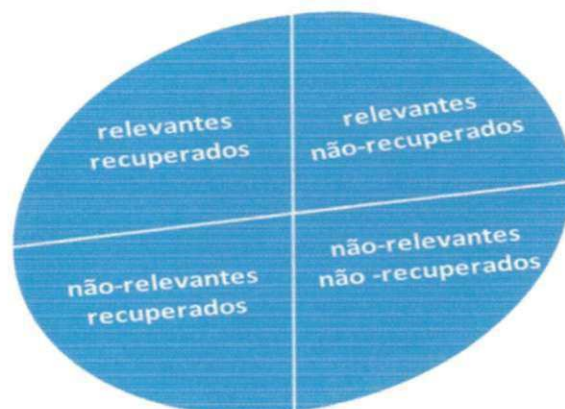 relevantes
recuperados
relevantes
não-recuperados
não-relevantes
recuperados
não-relevantes
não -recuperados